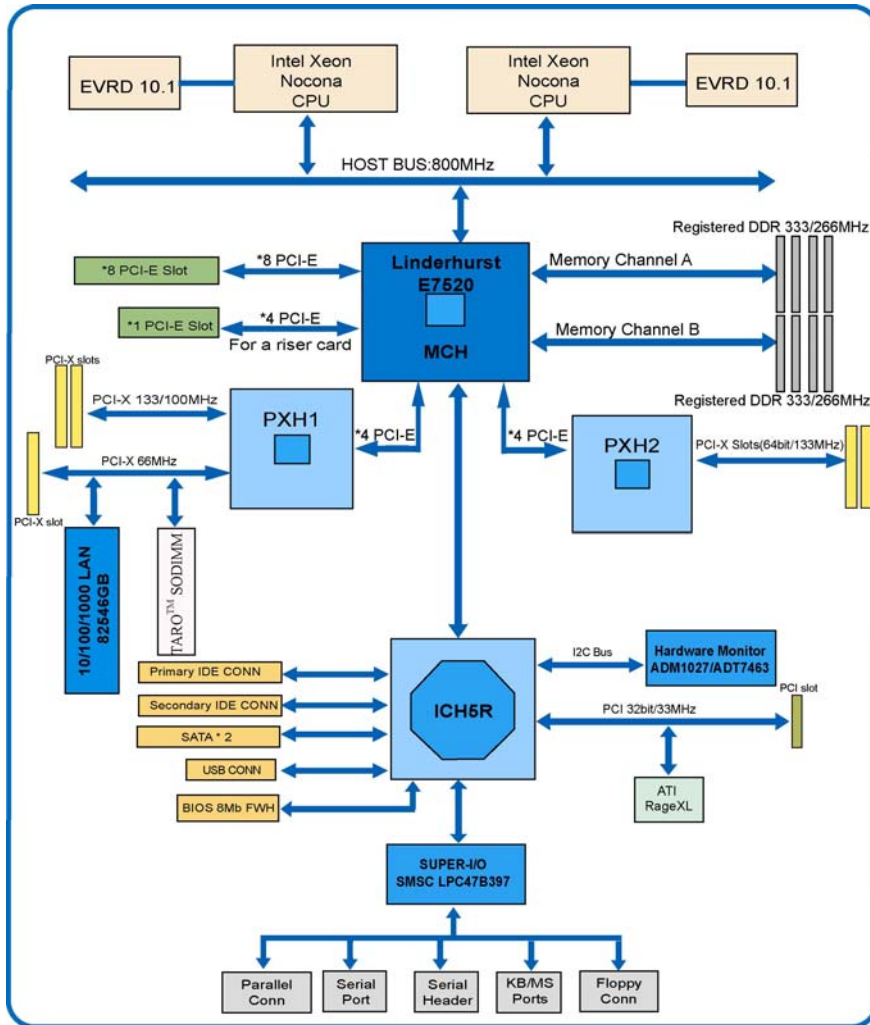 EVRD 10.1
Intel Xeon
Nocona
CPU
Intel Xeon
Nocona
CPU
EVRD 10.1
HOST BUS:800MHz
Registered DDR 333/266MHz
*8 PCI-E Slot
*8 PCI-E
Linderhurst
E7520
MCH
Memory Channel A
*1 PCI-E Slot
*4 PCI-E
For a riser card
Memory Channel B
PCI-X slots
PCI-X 133/100MHz
PXH1
*4 PCI-E
*4 PCI-E
PXH2
Registered DDR 333/266MHz
PCI-X Slots(64bit/133MHz)
PCI-X 66MHz
PCI-X slot
10/100/1000 LAN
82546GB
TARO™ SODIMM
Primary IDE CONN
Secondary IDE CONN
SATA * 2
USB CONN
BIOS 8Mb FWH
ICH5R
I2C Bus
Hardware Monitor
ADM1027/ADT7463
PCI slot
PCI 32bit/33MHz
ATI
RageXL
SUPER-I/O
SMSC LPC47B397
Parallel
Conn
Serial
Port
Serial
Header
KB/MS
Ports
Floppy
Conn